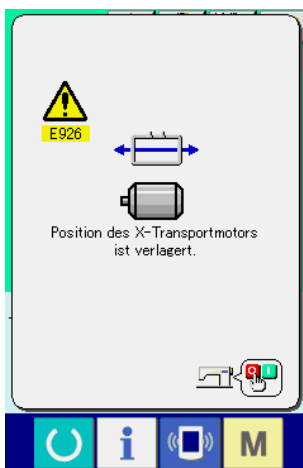 E926
Position des X-Transportmotors
ist verlagert.
i
M